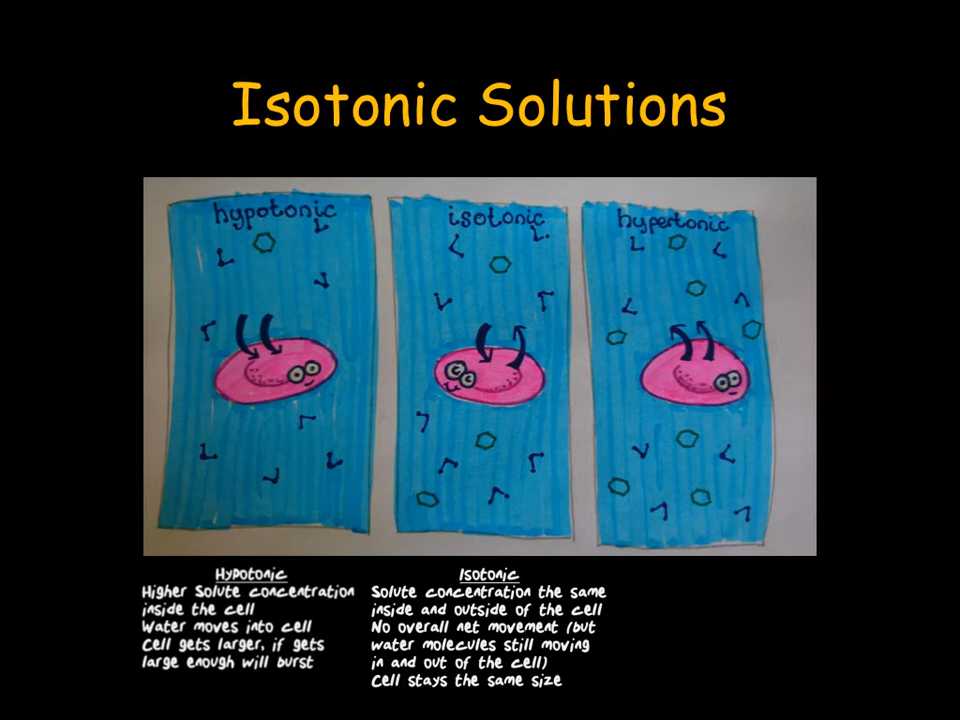 Isotonic Solutions
hypotonic
isotonic
hypertonic
Hypotonic
Higher Solute concentration
inside the cell
Water moves into cell
Cell gets larger, if gets
large enough will burst
Isotonic
Solute concentration the same
inside and outside of the cell
No overall net movement (but
water molecules still moving
in and out of the cell)
Cell stays the same size